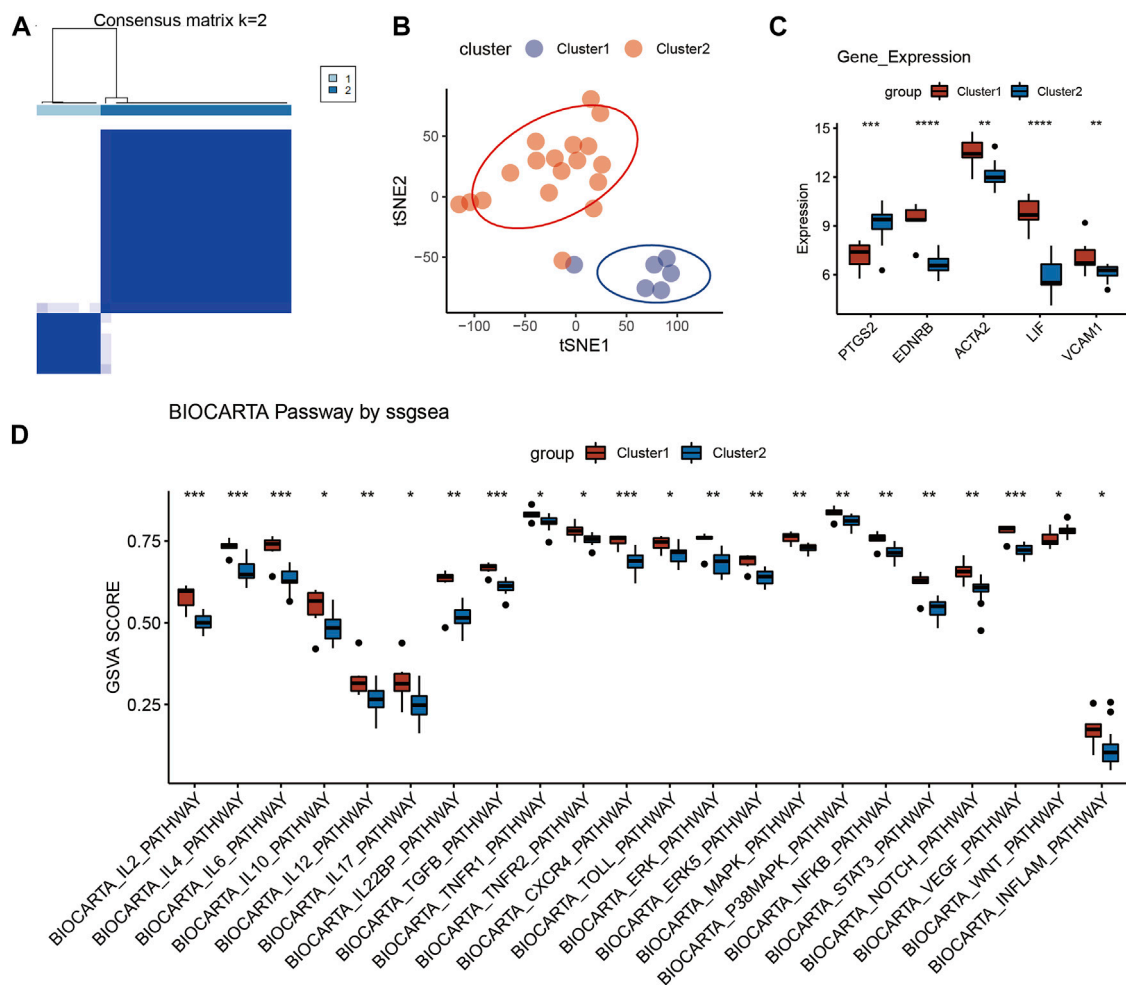 A
Consensus matrix k=2
1
2
B
cluster Cluster1 Cluster2
tSNE2
50
0
−50
−100 −50 0 50 100
tSNE1
C
Gene_Expression
group Cluster1 Cluster2
*** **** ** **** **
Expression
15
12
9
6
PTGS2
EDNRB
ACTA2
LIF
VCAM1
D
BIOCARTA Passway by ssgsea
group Cluster1 Cluster2
*** *** *** * ** * ** *** * * *** * ** ** ** ** ** ** ** *** * *
GSVA SCORE
0.75
0.50
0.25
BIOCARTA_IL2_PATHWAY
BIOCARTA_IL4_PATHWAY
BIOCARTA_IL6_PATHWAY
BIOCARTA_IL10_PATHWAY
BIOCARTA_IL12_PATHWAY
BIOCARTA_IL17_PATHWAY
BIOCARTA_IL22BP_PATHWAY
BIOCARTA_TGFB_PATHWAY
BIOCARTA_TNFR1_PATHWAY
BIOCARTA_TNFR2_PATHWAY
BIOCARTA_CXCR4_PATHWAY
BIOCARTA_TOLL_PATHWAY
BIOCARTA_ERK_PATHWAY
BIOCARTA_ERK5_PATHWAY
BIOCARTA_MAPK_PATHWAY
BIOCARTA_P38MAPK_PATHWAY
BIOCARTA_NFKB_PATHWAY
BIOCARTA_STAT3_PATHWAY
BIOCARTA_NOTCH_PATHWAY
BIOCARTA_VEGF_PATHWAY
BIOCARTA_WNT_PATHWAY
BIOCARTA_INFLAM_PATHWAY